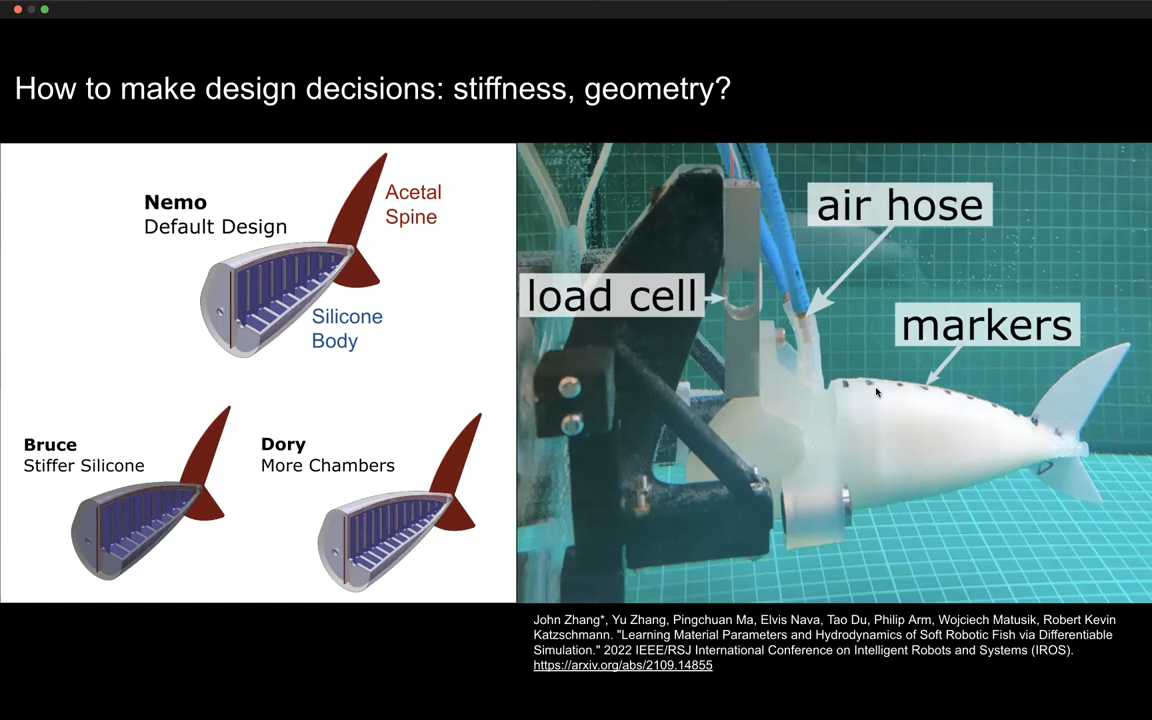 How to make design decisions: stiffness, geometry?
Nemo
Default Design
Acetal
Spine
Silicone
Body
Bruce
Stiffer Silicone
Dory
More Chambers
air hose
load cell
markers
John Zhang*, Yu Zhang, Pingchuan Ma, Elvis Nava, Tao Du, Philip Arm, Wojciech Matusik, Robert Kevin
Katzschmann. "Learning Material Parameters and Hydrodynamics of Soft Robotic Fish via Differentiable
Simulation." 2022 IEEE/RSJ International Conference on Intelligent Robots and Systems (IROS).
https://arxiv.org/abs/2109.14855